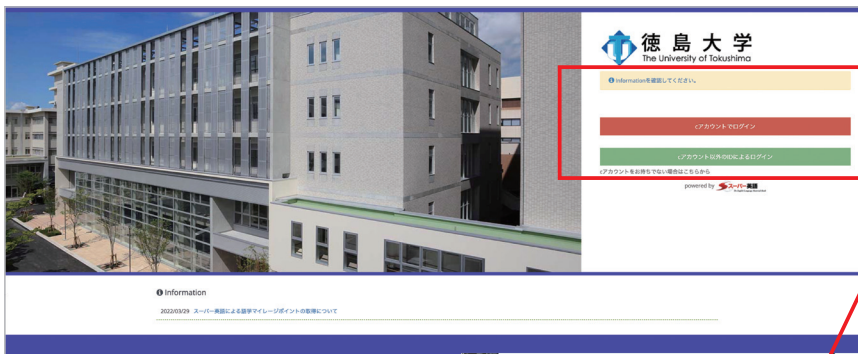 徳島大学
The University of Tokushima
Informationを確認してください。
cアカウントでログイン
cアカウント以外のIDによるログイン
cアカウントをお持ちでない場合はこちらから
powered by スーパー英語
Information
2022/03/29 スーパー英語による語学マイレージポイントの取得について